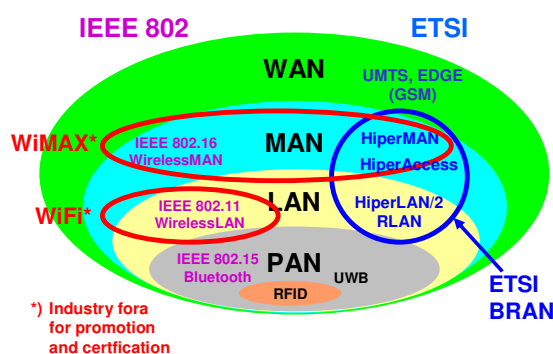 IEEE 802
ETSI
WAN
UMTS, EDGE
(GSM)
WiMAX*
IEEE 802.16
WirelessMAN
MAN
HiperMAN
HiperAccess
WiFi*
IEEE 802.11
WirelessLAN
LAN
HiperLAN/2
RLAN
IEEE 802.15
Bluetooth
PAN
UWB
RFID
ETSI
BRAN
*) Industry fora
for promotion
and certfication